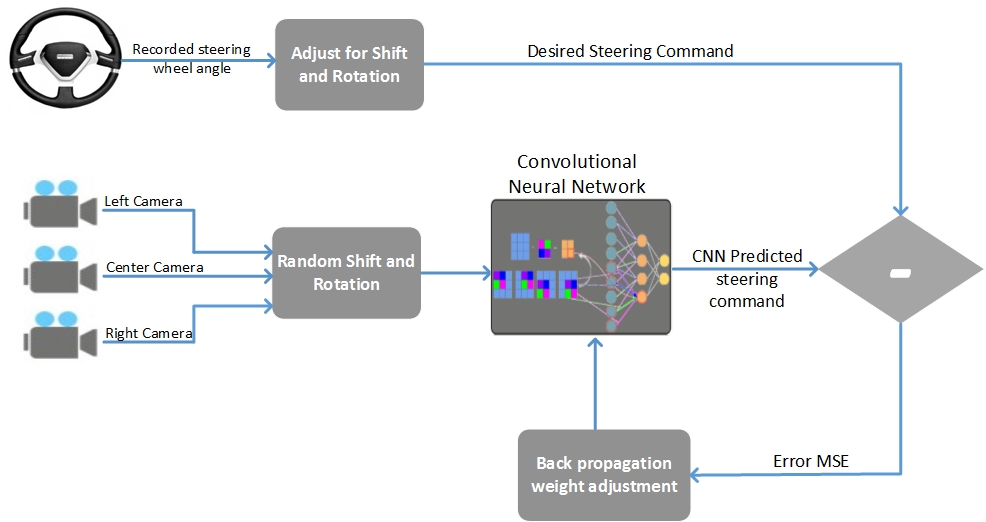 Recorded steering
wheel angle
Adjust for Shift
and Rotation
Desired Steering Command
Convolutional
Neural Network
Left Camera
Center Camera
Right Camera
Random Shift and
Rotation
CNN Predicted
steering
command
-
Back propagation
weight adjustment
Error MSE